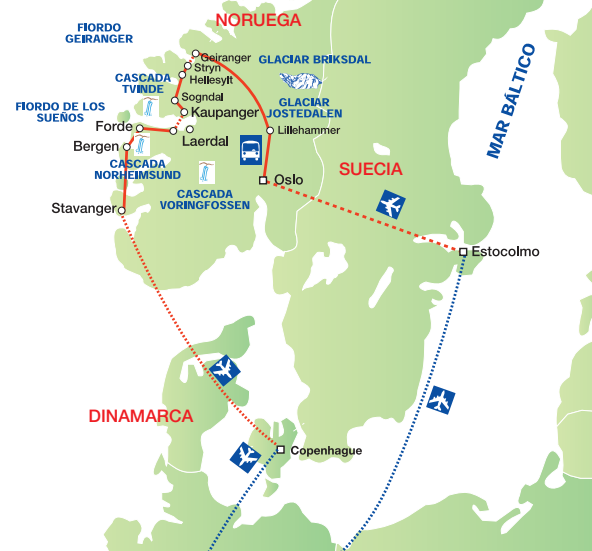 NORUEGA
FIORDO
GEIRANGER
Geiranger
GLACIAR BRIKSDAL
Stryn
Hellesylt
CASCADA
TVINDE
Sogndal
FIORDO DE LOS
SUEÑOS
Kaupanger
GLACIAR
JOSTEDALEN
Forde
Laerdal
Lillehammer
Bergen
CASCADA
NORHEIMSUND
CASCADA
VORINGFOSSEN
Oslo
SUECIA
MAR BÁLTICO
Stavanger
Estocolmo
DINAMARCA
Copenhague